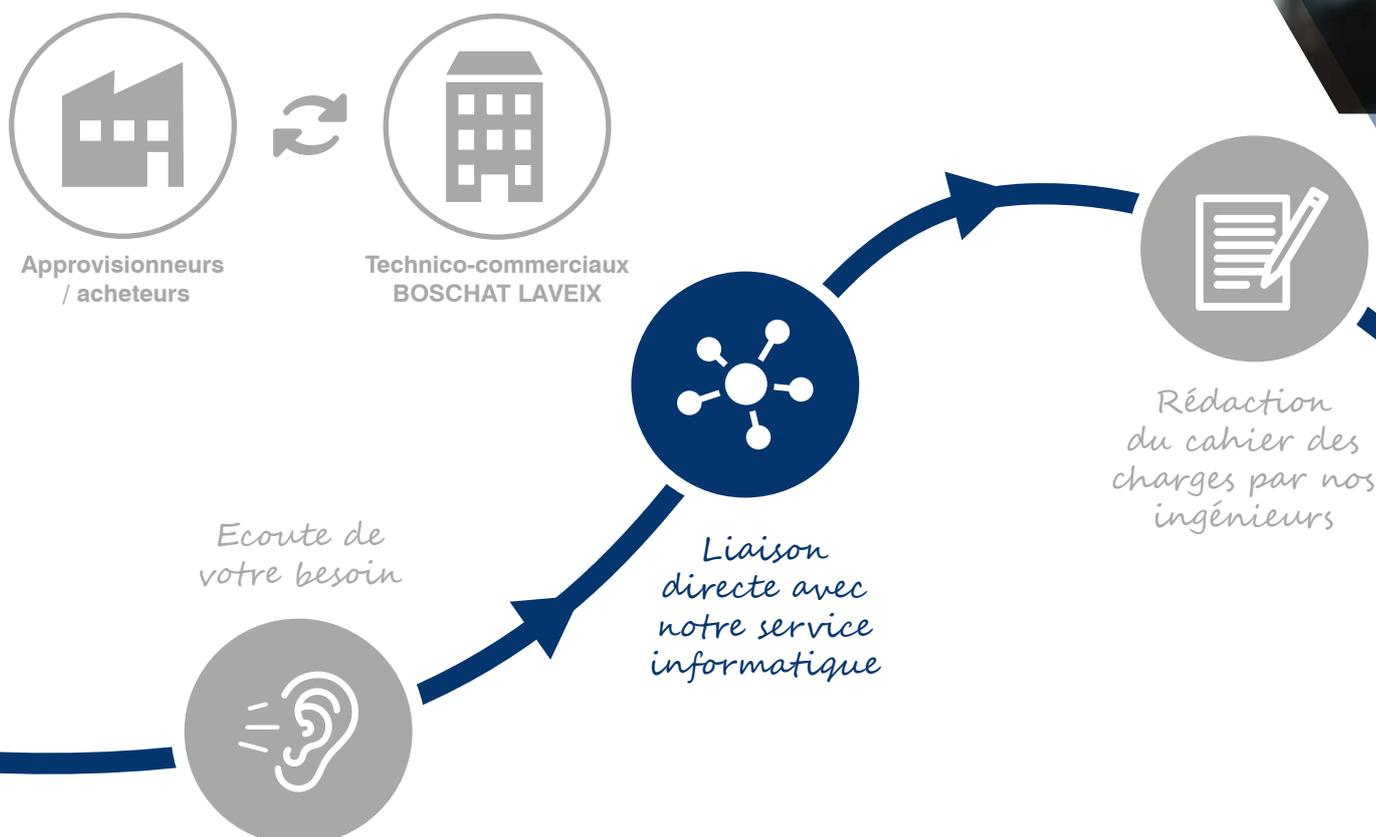 Approvisionneurs
/ acheteurs
Technico-commerciaux
BOSCHAT LAVEIX
Ecoute de
votre besoin
Liaison
directe avec
notre service
informatique
Rédaction
du cahier des
charges par nos
ingénieurs